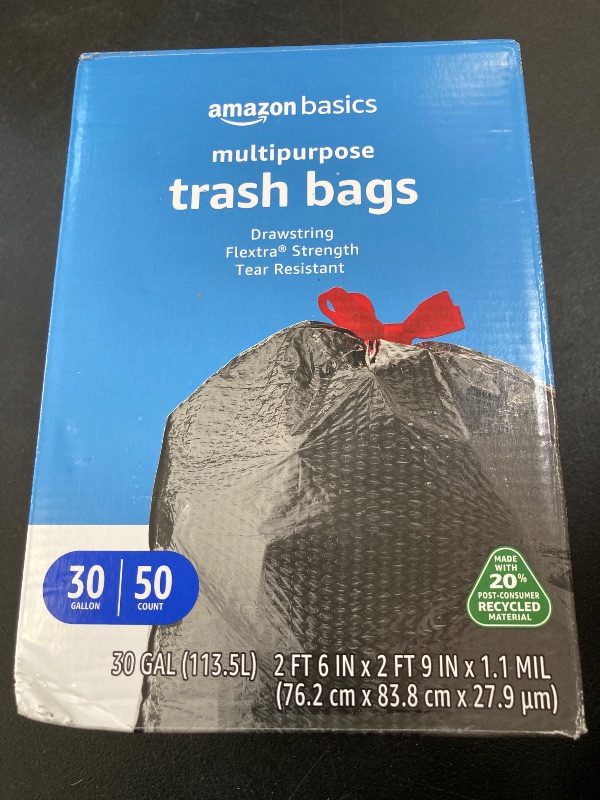 amazon basics
multipurpose
trash bags
Drawstring
Flextra® Strength
Tear Resistant
30 | 50
GALLON COUNT
MADE
WITH
20%
POST-CONSUMER
RECYCLED
MATERIAL
30 GAL (113.5L) 2 FT 6 IN x 2 FT 9 IN x 1.1 MIL
(76.2 cm x 83.8 cm x 27.9 µm)